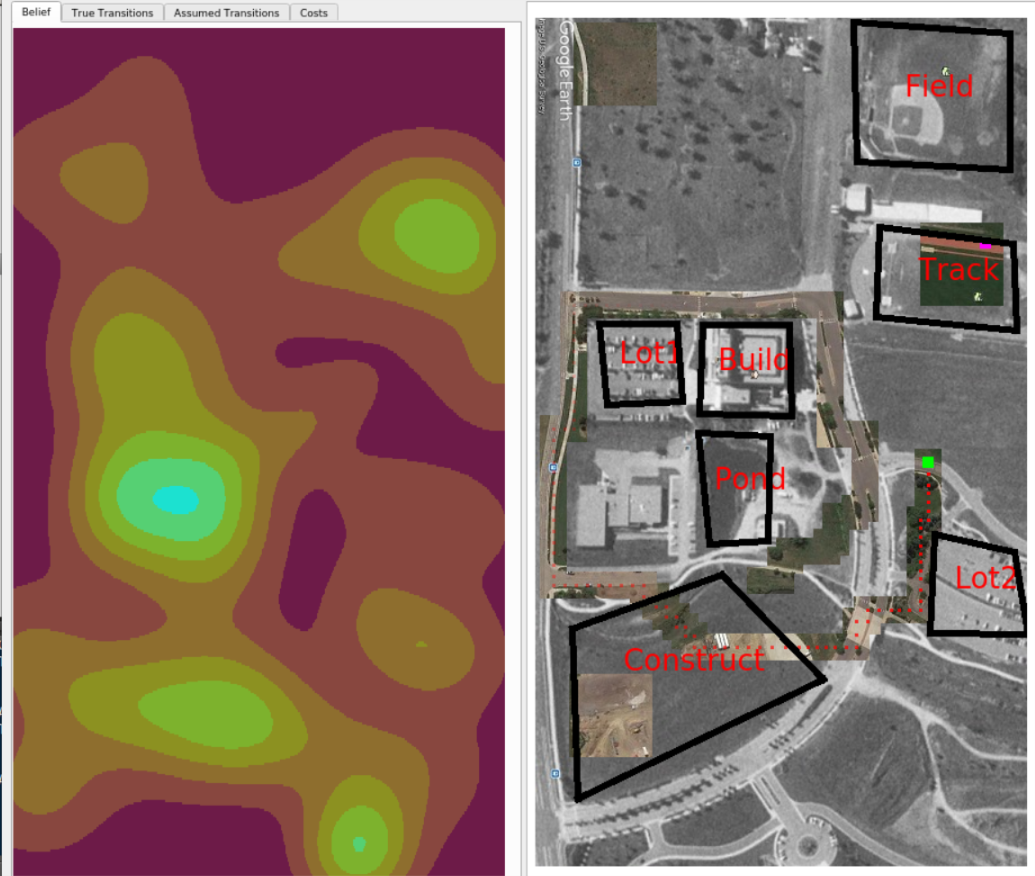 Belief
True Transitions
Assumed Transitions
Costs
Google Earth
Field
Track
Lot1
Build
Pond
Lot2
Construct